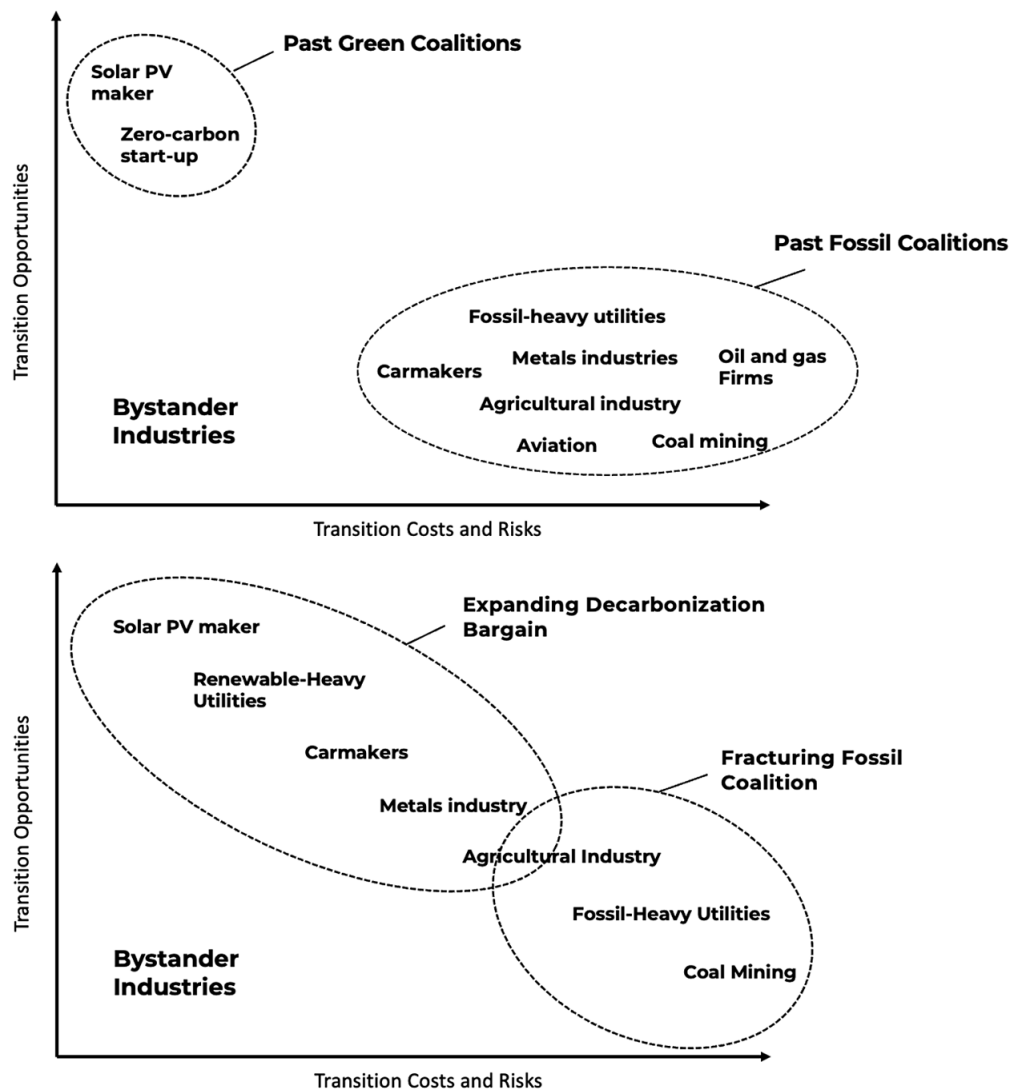 Past Green Coalitions
Solar PV
maker
Zero-carbon
start-up
Transition Opportunities
Past Fossil Coalitions
Fossil-heavy utilities
Carmakers
Metals industries
Oil and gas
Firms
Agricultural industry
Aviation
Coal mining
Bystander
Industries
Transition Costs and Risks
Expanding Decarbonization
Bargain
Solar PV maker
Renewable-Heavy
Utilities
Carmakers
Metals industry
Transition Opportunities
Fracturing Fossil
Coalition
Agricultural Industry
Fossil-Heavy Utilities
Coal Mining
Bystander
Industries
Transition Costs and Risks